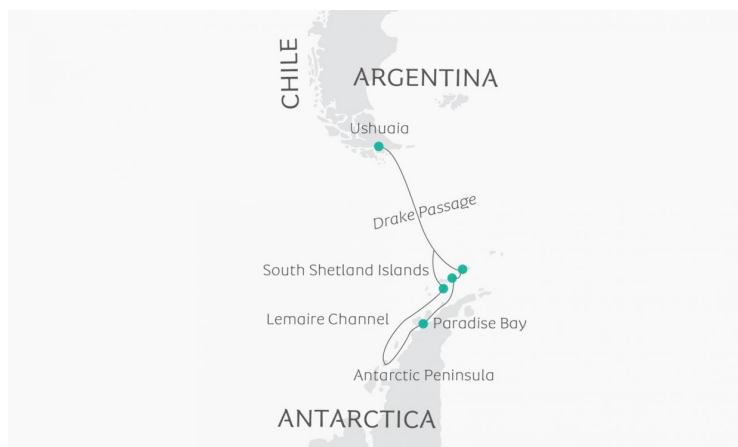 CHILE
ARGENTINA
Ushuaia
Drake Passage
South Shetland Islands
Lemaire Channel
Paradise Bay
Antarctic Peninsula
ANTARCTICA